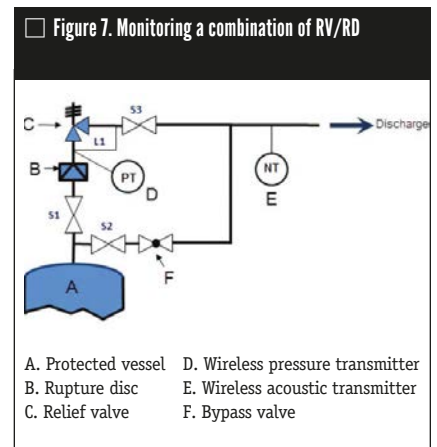 □ Figure 7. Monitoring a combination of RV/RD
S3
C
Discharge
L1
B
PT
D
NT
E
S1
S2
F
A
A. Protected vessel D. Wireless pressure transmitter
B. Rupture disc E. Wireless acoustic transmitter
C. Relief valve F. Bypass valve